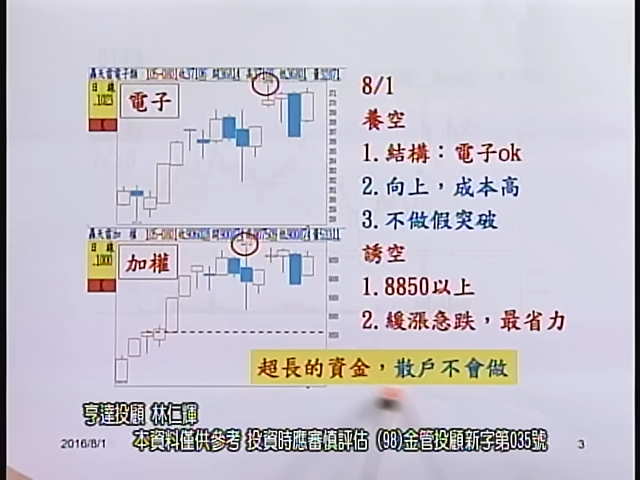 電子
日線
8/1
養空
1.結構：電子ok
2.向上，成本高
3.不做假突破
誘空
1.8850以上
2.緩漲急跌，最省力
日線
加權
超長的資金，散戶不會做
亨達投顧 林仁輝
2016/8/1
本資料僅供參考 投資時應審慎評估 (98)金管投顧新字第035號
3